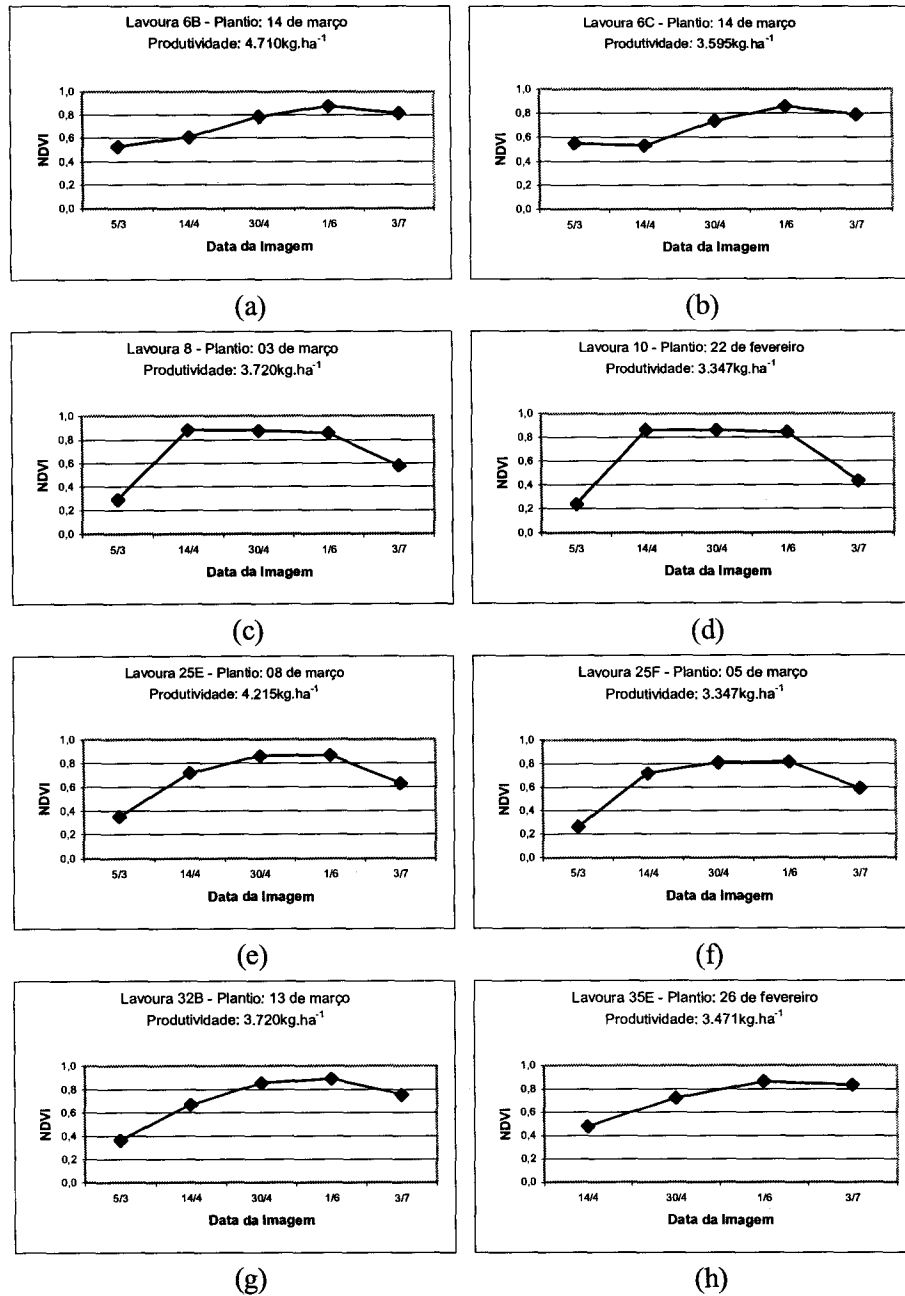 Lavoura 6B - Plantio: 14 de março
Produtividade: 4.710kg.ha⁻¹
NDVI
1,0
0,8
0,6
0,4
0,2
0,0
5/3 14/4 30/4 1/6 3/7
Data da Imagem
(a)
Lavoura 6C - Plantio: 14 de março
Produtividade: 3.595kg.ha⁻¹
NDVI
1,0
0,8
0,6
0,4
0,2
0,0
5/3 14/4 30/4 1/6 3/7
Data da Imagem
(b)
Lavoura 8 - Plantio: 03 de março
Produtividade: 3.720kg.ha⁻¹
NDVI
1,0
0,8
0,6
0,4
0,2
0,0
5/3 14/4 30/4 1/6 3/7
Data da Imagem
(c)
Lavoura 10 - Plantio: 22 de fevereiro
Produtividade: 3.347kg.ha⁻¹
NDVI
1,0
0,8
0,6
0,4
0,2
0,0
5/3 14/4 30/4 1/6 3/7
Data da Imagem
(d)
Lavoura 25E - Plantio: 08 de março
Produtividade: 4.215kg.ha⁻¹
NDVI
1,0
0,8
0,6
0,4
0,2
0,0
5/3 14/4 30/4 1/6 3/7
Data da Imagem
(e)
Lavoura 25F - Plantio: 05 de março
Produtividade: 3.347kg.ha⁻¹
NDVI
1,0
0,8
0,6
0,4
0,2
0,0
5/3 14/4 30/4 1/6 3/7
Data da Imagem
(f)
Lavoura 32B - Plantio: 13 de março
Produtividade: 3.720kg.ha⁻¹
NDVI
1,0
0,8
0,6
0,4
0,2
0,0
5/3 14/4 30/4 1/6 3/7
Data da Imagem
(g)
Lavoura 35E - Plantio: 26 de fevereiro
Produtividade: 3.471kg.ha⁻¹
NDVI
1,0
0,8
0,6
0,4
0,2
0,0
14/4 30/4 1/6 3/7
Data da Imagem
(h)